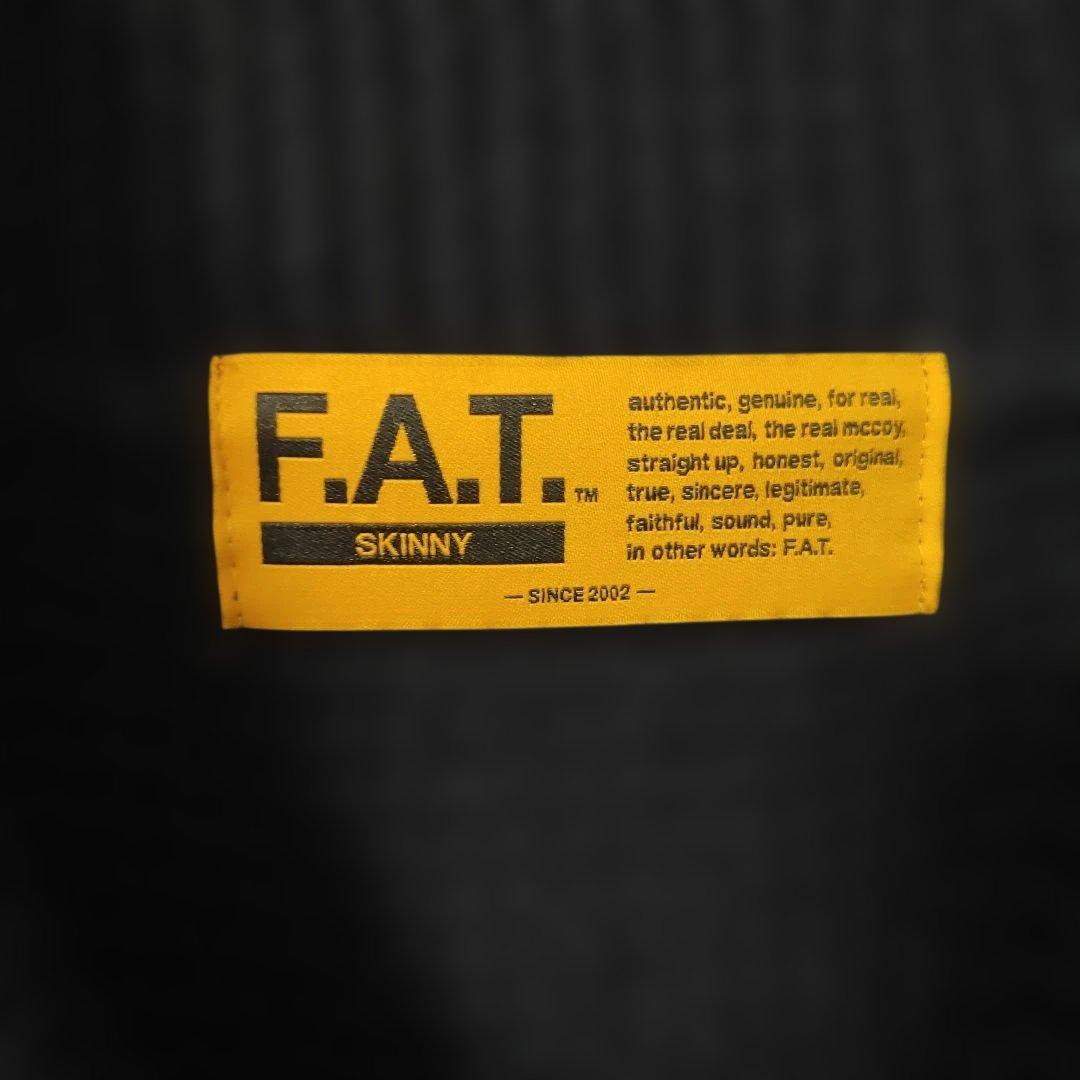 F.A.T.™
SKINNY
authentic, genuine, for real,
the real deal, the real mccoy,
straight up, honest, original,
true, sincere, legitimate,
faithful, sound, pure,
in other words: F.A.T.
— SINCE 2002 —